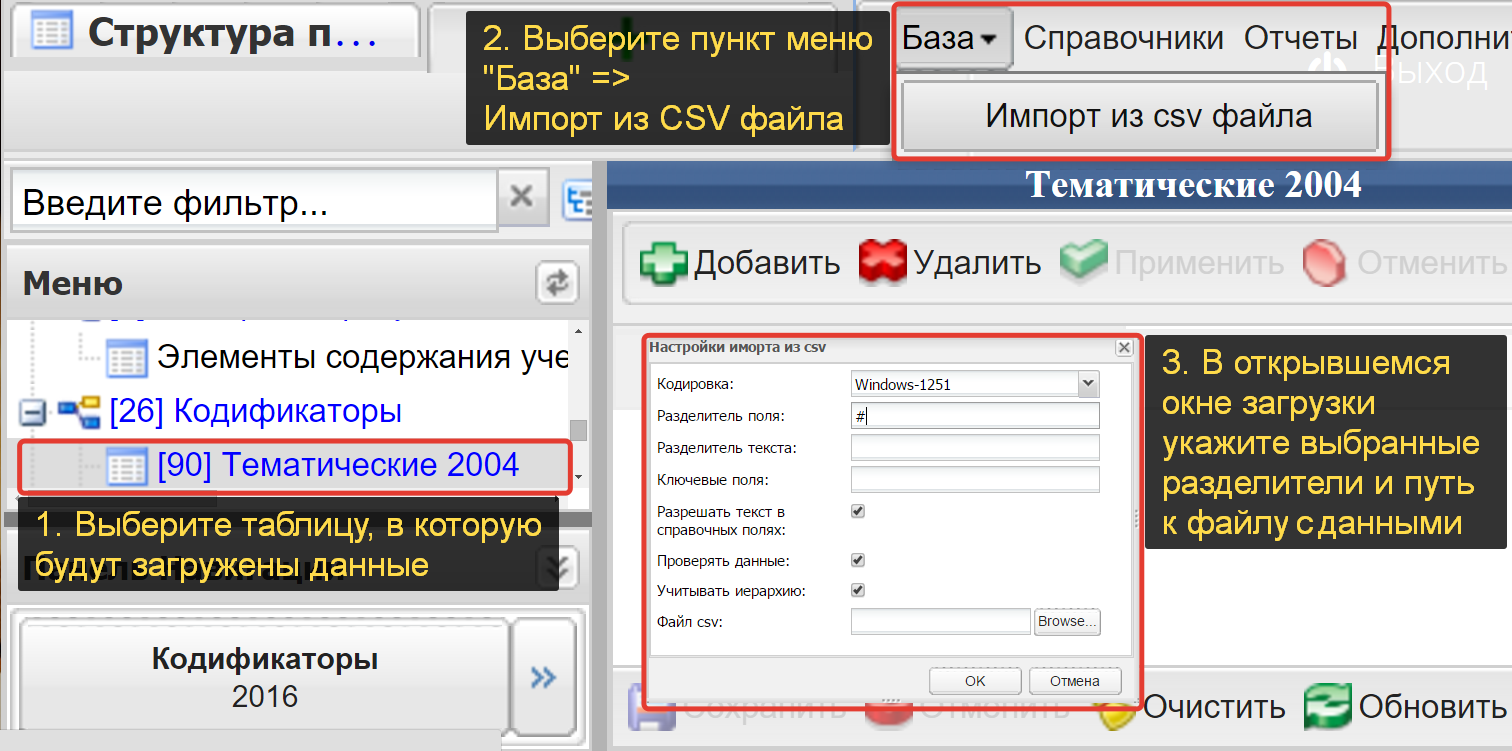 Структура п...
2. Выберите пункт меню
"База" =>
Импорт из CSV файла
База Справочники Отчеты Дополни
Выход
Импорт из csv файла
Введите фильтр...
Тематические 2004
Добавить Удалить Применить Отменить
Меню
Элементы содержания уче
[26] Кодификаторы
[90] Тематические 2004
1. Выберите таблицу, в которую
будут загружены данные
Кодификаторы
2016
Настройки иморта из csv
Кодировка: Windows-1251
Разделитель поля: #
Разделитель текста:
Ключевые поля:
Разрешать текст в
справочных полях:
Проверять данные:
Учитывать иерархию:
Файл csv: Browse...
OK Отмена
3. В открывшемся
окне загрузки
укажите выбранные
разделители и путь
к файлу с данными
Сохранить Отменить Очистить Обновить